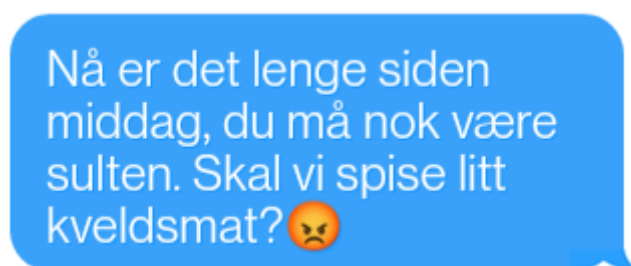 Nå er det lenge siden
middag, du må nok være
sulten. Skal vi spise litt
kveldsmat?😡